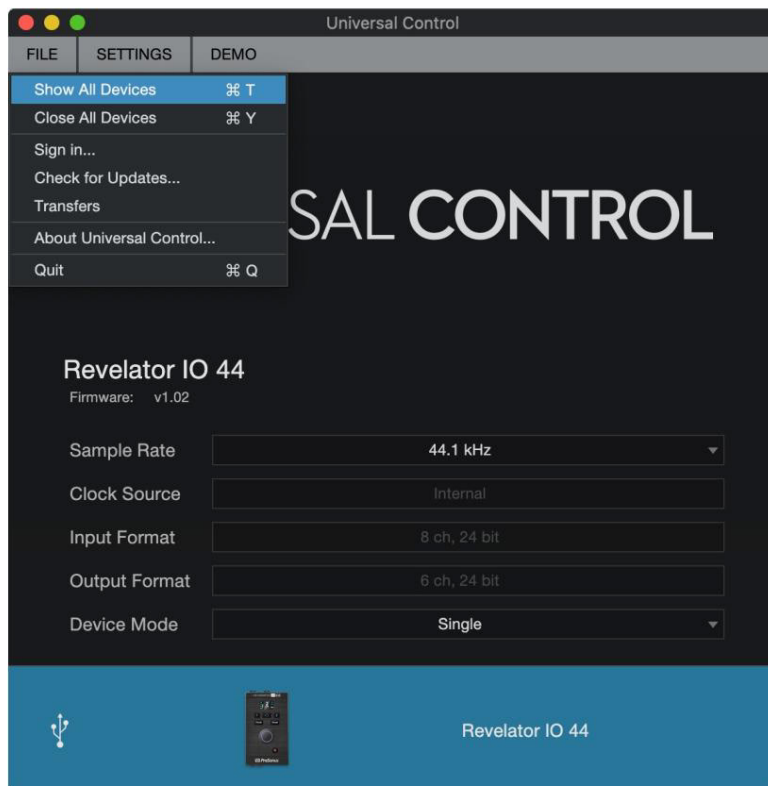 Universal Control
FILE SETTINGS DEMO
Show All Devices ⌘ T
Close All Devices ⌘ Y
Sign in...
Check for Updates...
Transfers
About Universal Control...
Quit ⌘ Q
SAL CONTROL
Revelator IO 44
Firmware: v1.02
Sample Rate 44.1 kHz
Clock Source Internal
Input Format 8 ch, 24 bit
Output Format 6 ch, 24 bit
Device Mode Single
PreSonus
Revelator IO 44